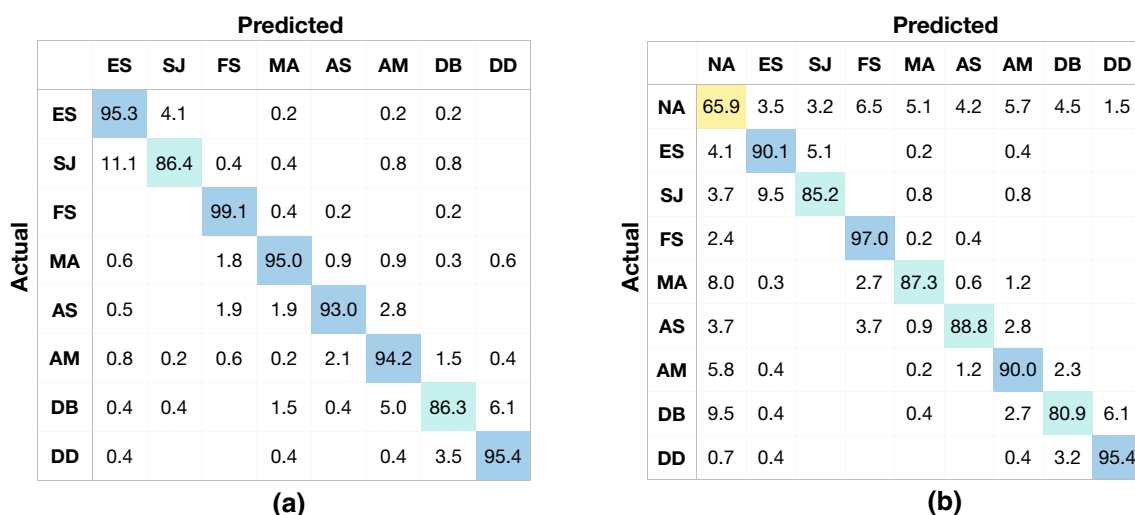 Predicted
ES SJ FS MA AS AM DB DD
ES 95.3 4.1 0.2 0.2 0.2
SJ 11.1 86.4 0.4 0.4 0.8 0.8
FS 99.1 0.4 0.2 0.2
MA 0.6 1.8 95.0 0.9 0.9 0.3 0.6
AS 0.5 1.9 1.9 93.0 2.8
AM 0.8 0.2 0.6 0.2 2.1 94.2 1.5 0.4
DB 0.4 0.4 1.5 0.4 5.0 86.3 6.1
DD 0.4 0.4 0.4 3.5 95.4
Actual
(a)
Predicted
NA ES SJ FS MA AS AM DB DD
NA 65.9 3.5 3.2 6.5 5.1 4.2 5.7 4.5 1.5
ES 4.1 90.1 5.1 0.2 0.4
SJ 3.7 9.5 85.2 0.8 0.8
FS 2.4 97.0 0.2 0.4
MA 8.0 0.3 2.7 87.3 0.6 1.2
AS 3.7 3.7 0.9 88.8 2.8
AM 5.8 0.4 0.2 1.2 90.0 2.3
DB 9.5 0.4 0.4 2.7 80.9 6.1
DD 0.7 0.4 0.4 3.2 95.4
Actual
(b)